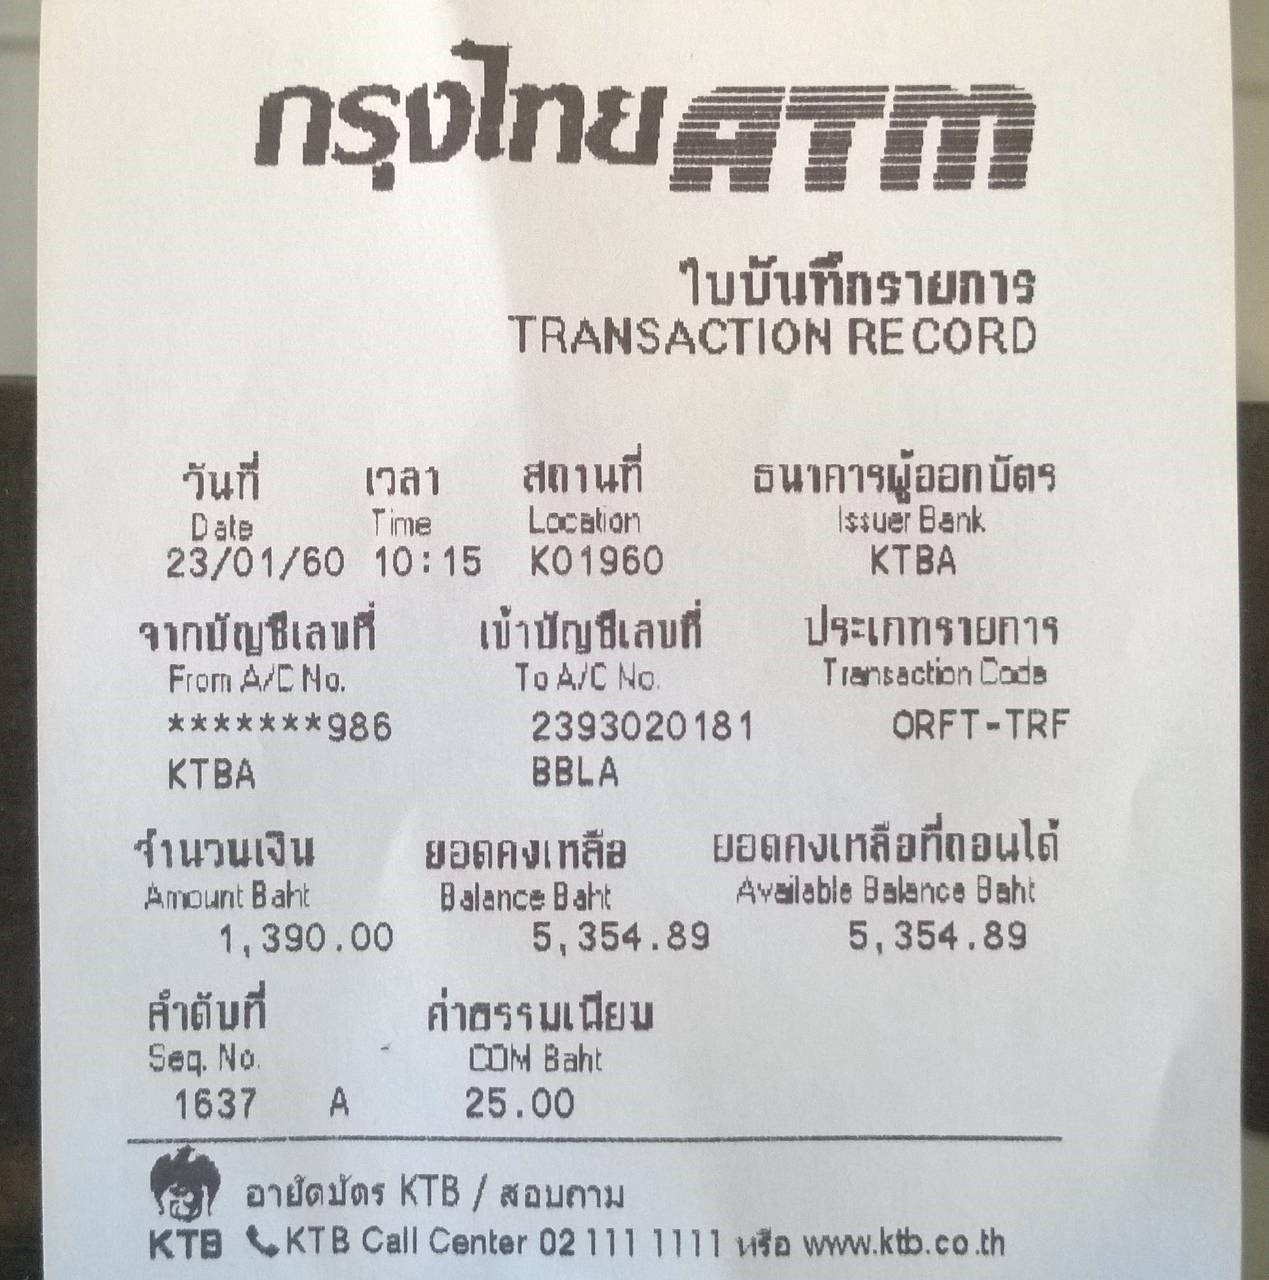 กรุงไทย ATM
ใบบันทึกรายการ
TRANSACTION RECORD
วันที่ เวลา สถานที่ ธนาคารผู้ออกบัตร
Date Time Location Issuer Bank
23/01/60 10:15 K01960 KTBA
จากบัญชีเลขที่ เข้าบัญชีเลขที่ ประเภทรายการ
From A/C No. To A/C No. Transaction Code
*******986 2393020181 ORFT-TRF
KTBA BBLA
จำนวนเงิน ยอดคงเหลือ ยอดคงเหลือที่ถอนได้
Amount Baht Balance Baht Available Balance Baht
1,390.00 5,354.89 5,354.89
ลำดับที่ ค่าธรรมเนียม
Seq. No. COM Baht
1637 A 25.00
อายัดบัตร KTB / สอบถาม
KTB KTB Call Center 02 111 1111 หรือ www.ktb.co.th